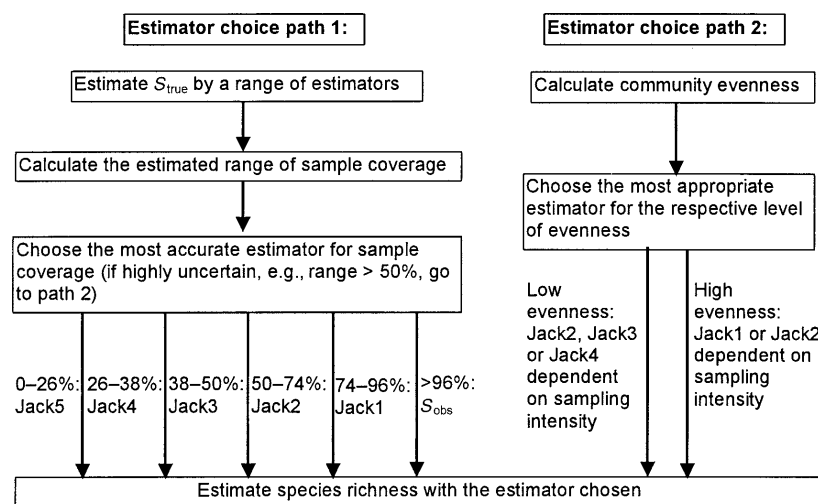 Estimator choice path 1:
Estimate Strue by a range of estimators
Calculate the estimated range of sample coverage
Choose the most accurate estimator for sample
coverage (if highly uncertain, e.g., range > 50%, go
to path 2)
0–26%:
Jack5
26–38%:
Jack4
38–50%:
Jack3
50–74%:
Jack2
74–96%:
Jack1
>96%:
Sobs
Estimator choice path 2:
Calculate community evenness
Choose the most appropriate
estimator for the respective level
of evenness
Low
evenness:
Jack2, Jack3
or Jack4
dependent
on sampling
intensity
High
evenness:
Jack1 or Jack2
dependent on
sampling
intensity
Estimate species richness with the estimator chosen